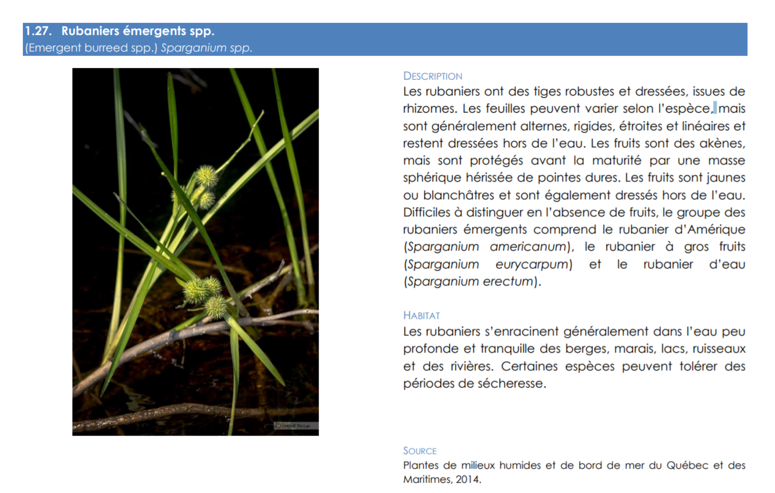 1.27. Rubaniers émergents spp.
(Emergent burreed spp.) Sparganium spp.
DESCRIPTION
Les rubaniers ont des tiges robustes et dressées, issues de
rhizomes. Les feuilles peuvent varier selon l'espèce, mais
sont généralement alternes, rigides, étroites et linéaires et
restent dressées hors de l'eau. Les fruits sont des akènes,
mais sont protégés avant la maturité par une masse
sphérique hérissée de pointes dures. Les fruits sont jaunes
ou blanchâtres et sont également dressés hors de l'eau.
Difficiles à distinguer en l'absence de fruits, le groupe des
rubaniers émergents comprend le rubanier d'Amérique
(Sparganium americanum), le rubanier à gros fruits
(Sparganium eurycarpum) et le rubanier d'eau
(Sparganium erectum).
HABITAT
Les rubaniers s'enracinent généralement dans l'eau peu
profonde et tranquille des berges, marais, lacs, ruisseaux
et des rivières. Certaines espèces peuvent tolérer des
périodes de sécheresse.
SOURCE
Plantes de milieux humides et de bord de mer du Québec et des
Maritimes, 2014.